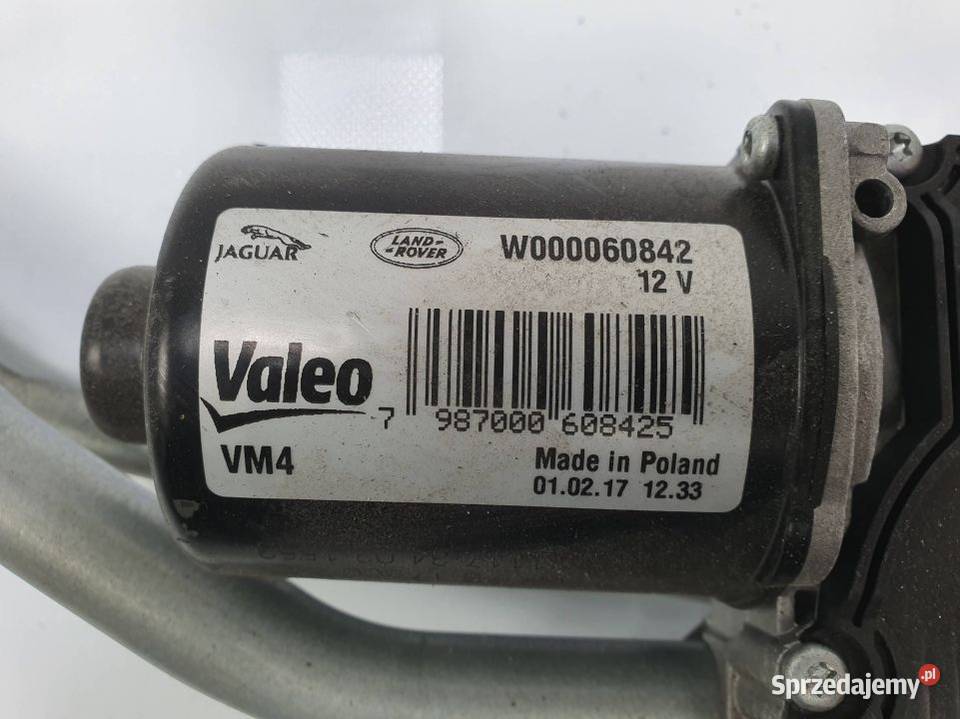 JAGUAR
LAND-
-ROVER
W000060842
12 V
Valeo
7 987000 608425
VM4
Made in Poland
01.02.17 12.33
Sprzedajemy.pl